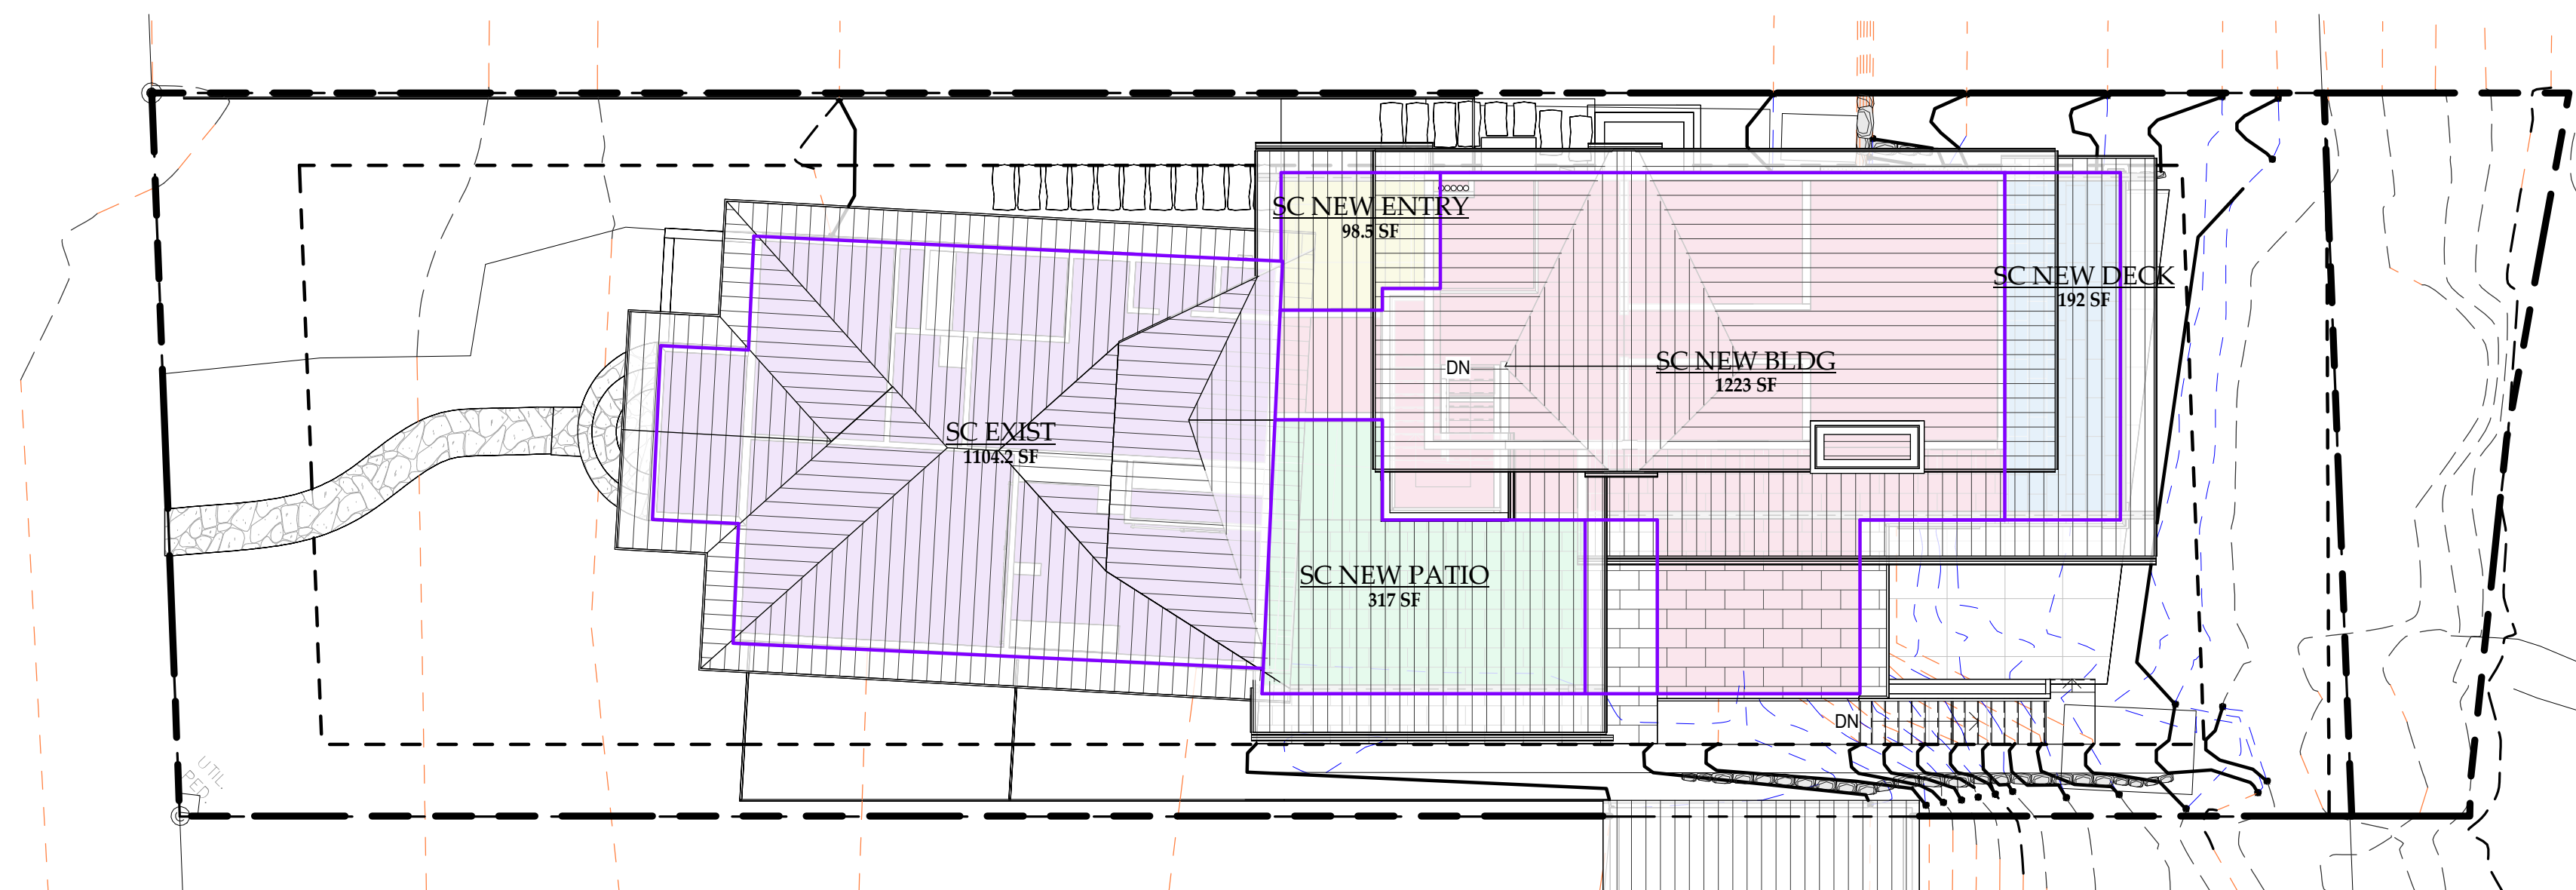 SC NEW ENTRY
98.5 SF
SC NEW DECK
192 SF
SC NEW BLDG
1223 SF
DN
SC EXIST
1104.2 SF
SC NEW PATIO
317 SF
DN
UTIL.
PED.